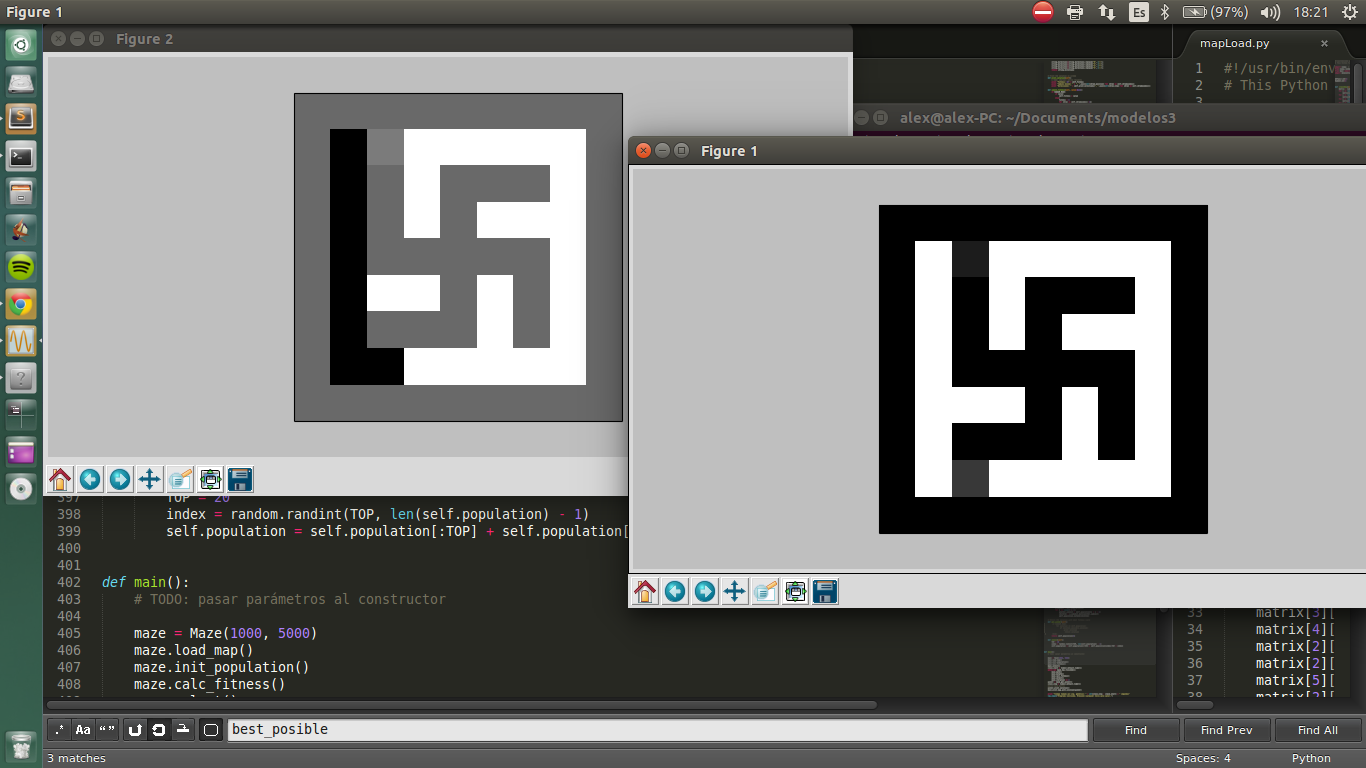 Figure 1
Es
(97%)
18:21
Figure 2
mapLoad.py
1 #!/usr/bin/env
2 # This Python
3
alex@alex-PC: ~/Documents/modelos3
Figure 1
397 TOP = 20
398 index = random.randint(TOP, len(self.population) - 1)
399 self.population = self.population[:TOP] + self.population[
400
401
402 def main():
403 # TODO: pasar parámetros al constructor
404
405 maze = Maze(1000, 5000)
406 maze.load_map()
407 maze.init_population()
408 maze.calc_fitness()
33 matrix[3][
34 matrix[4][
35 matrix[2][
36 matrix[2][
37 matrix[5][
38 matrix[2][
.* Aa “” best_posible Find Find Prev Find All
3 matches Spaces: 4 Python